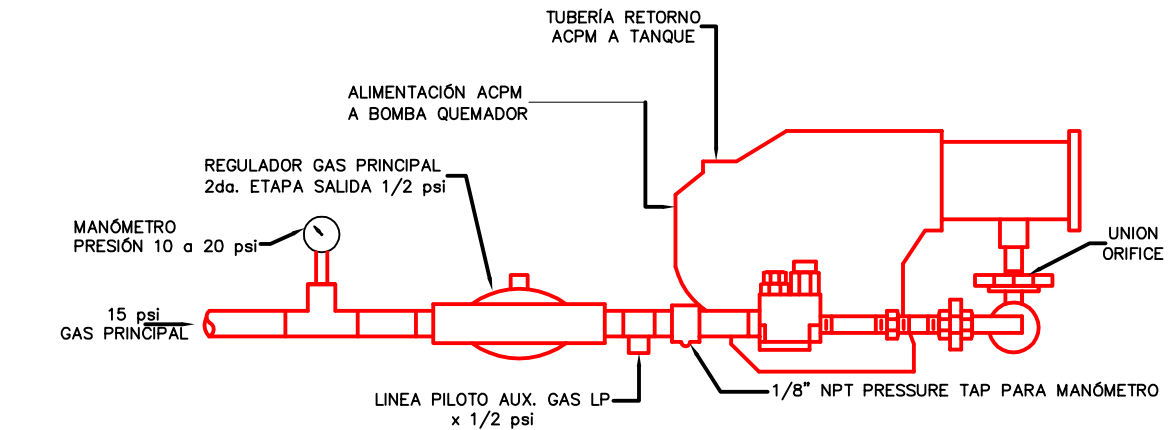 TUBERÍA RETORNO
ACPM A TANQUE
ALIMENTACIÓN ACPM
A BOMBA QUEMADOR
REGULADOR GAS PRINCIPAL
2da. ETAPA SALIDA 1/2 psi
MANÓMETRO
PRESIÓN 10 a 20 psi
UNION
ORIFICE
15 psi
GAS PRINCIPAL
1/8" NPT PRESSURE TAP PARA MANÓMETRO
LINEA PILOTO AUX. GAS LP
x 1/2 psi